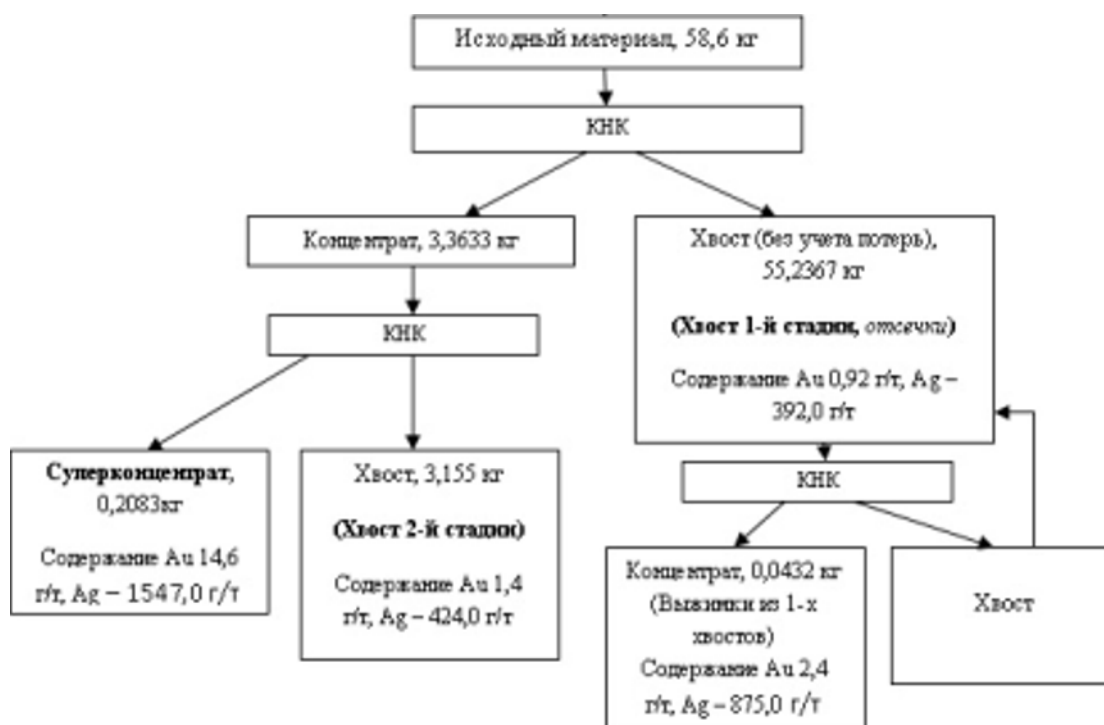 Исходный материал, 58,6 кг
КНК
Концентрат, 3,3633 кг
КНК
Хвост (без учета потерь),
55,2367 кг
(Хвост 1-й стадии, отсечки)
Содержание Au 0,92 г/т, Ag –
392,0 г/т
Суперконцентрат,
0,2083кг
Содержание Au 14,6
г/т, Ag – 1547,0 г/т
Хвост, 3,155 кг
(Хвост 2-й стадии)
Содержание Au 1,4
г/т, Ag – 424,0 г/т
КНК
Концентрат, 0,0432 кг
(Выжимки из 1-х
хвостов)
Содержание Au 2,4
г/т, Ag – 875,0 г/т
Хвост